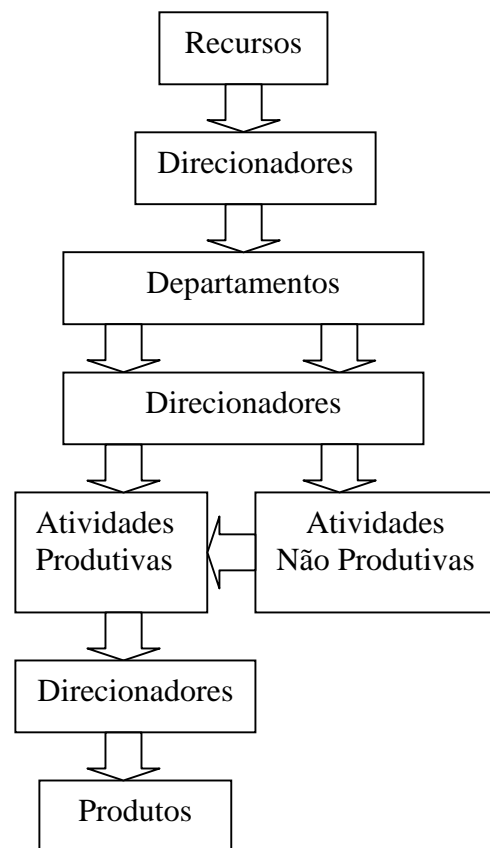 Recursos
Direcionadores
Departamentos
Direcionadores
Atividades
Produtivas
Atividades
Não Produtivas
Direcionadores
Produtos